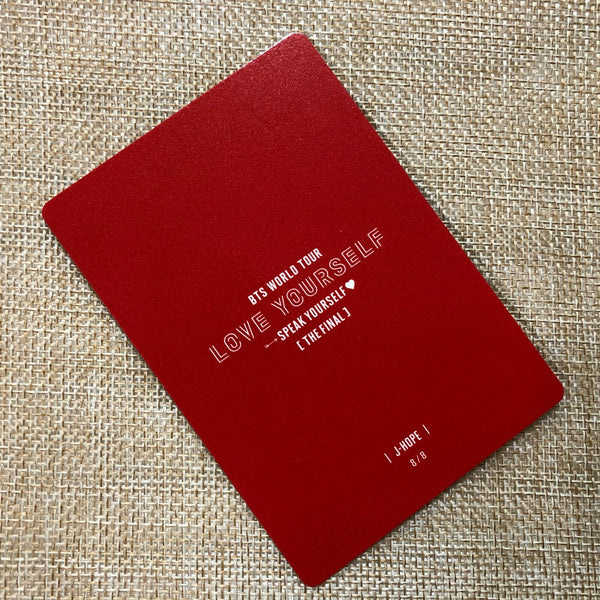 BTS WORLD TOUR
LOVE YOURSELF
SPEAK YOURSELF
[ THE FINAL ]
| J-HOPE |
8/8